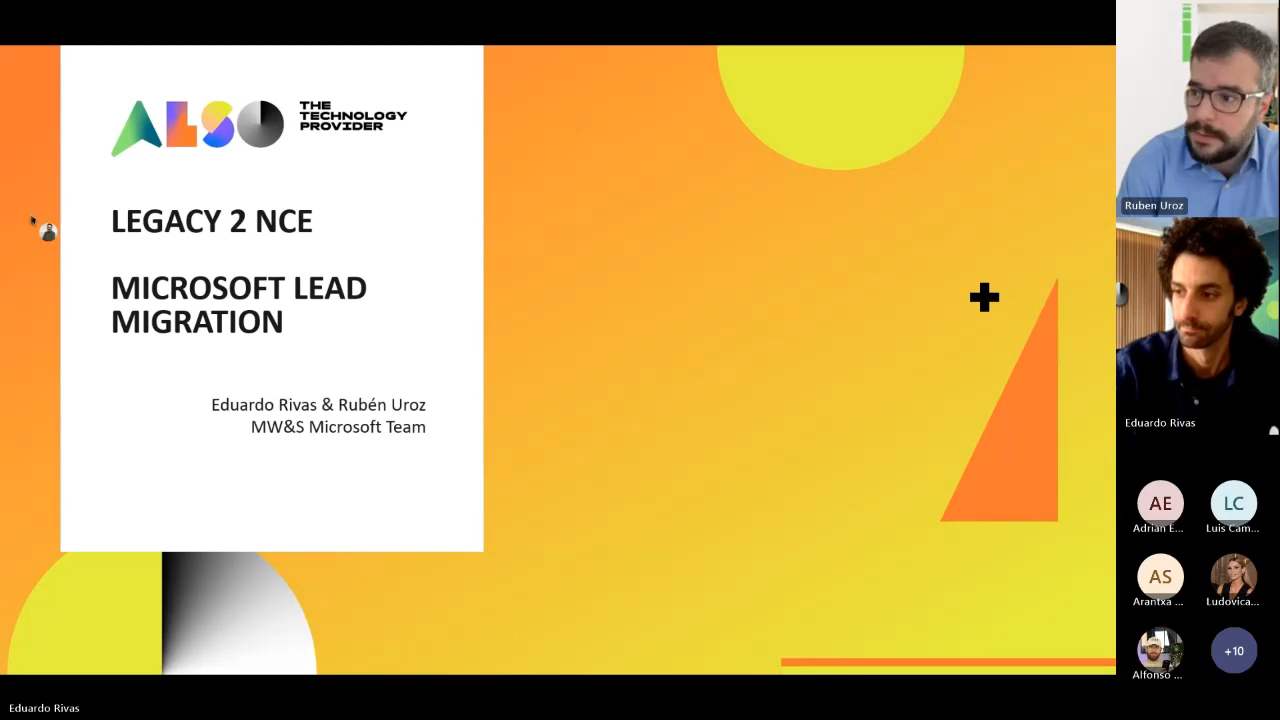 ALSO
THE
TECHNOLOGY
PROVIDER
LEGACY 2 NCE
MICROSOFT LEAD
MIGRATION
Eduardo Rivas & Rubén Uroz
MW&S Microsoft Team
Ruben Uroz
Eduardo Rivas
AE
LC
Adrian E...
Luis Cam...
AS
Arantxa ...
Ludovica...
+10
Alfonso ...
Eduardo Rivas